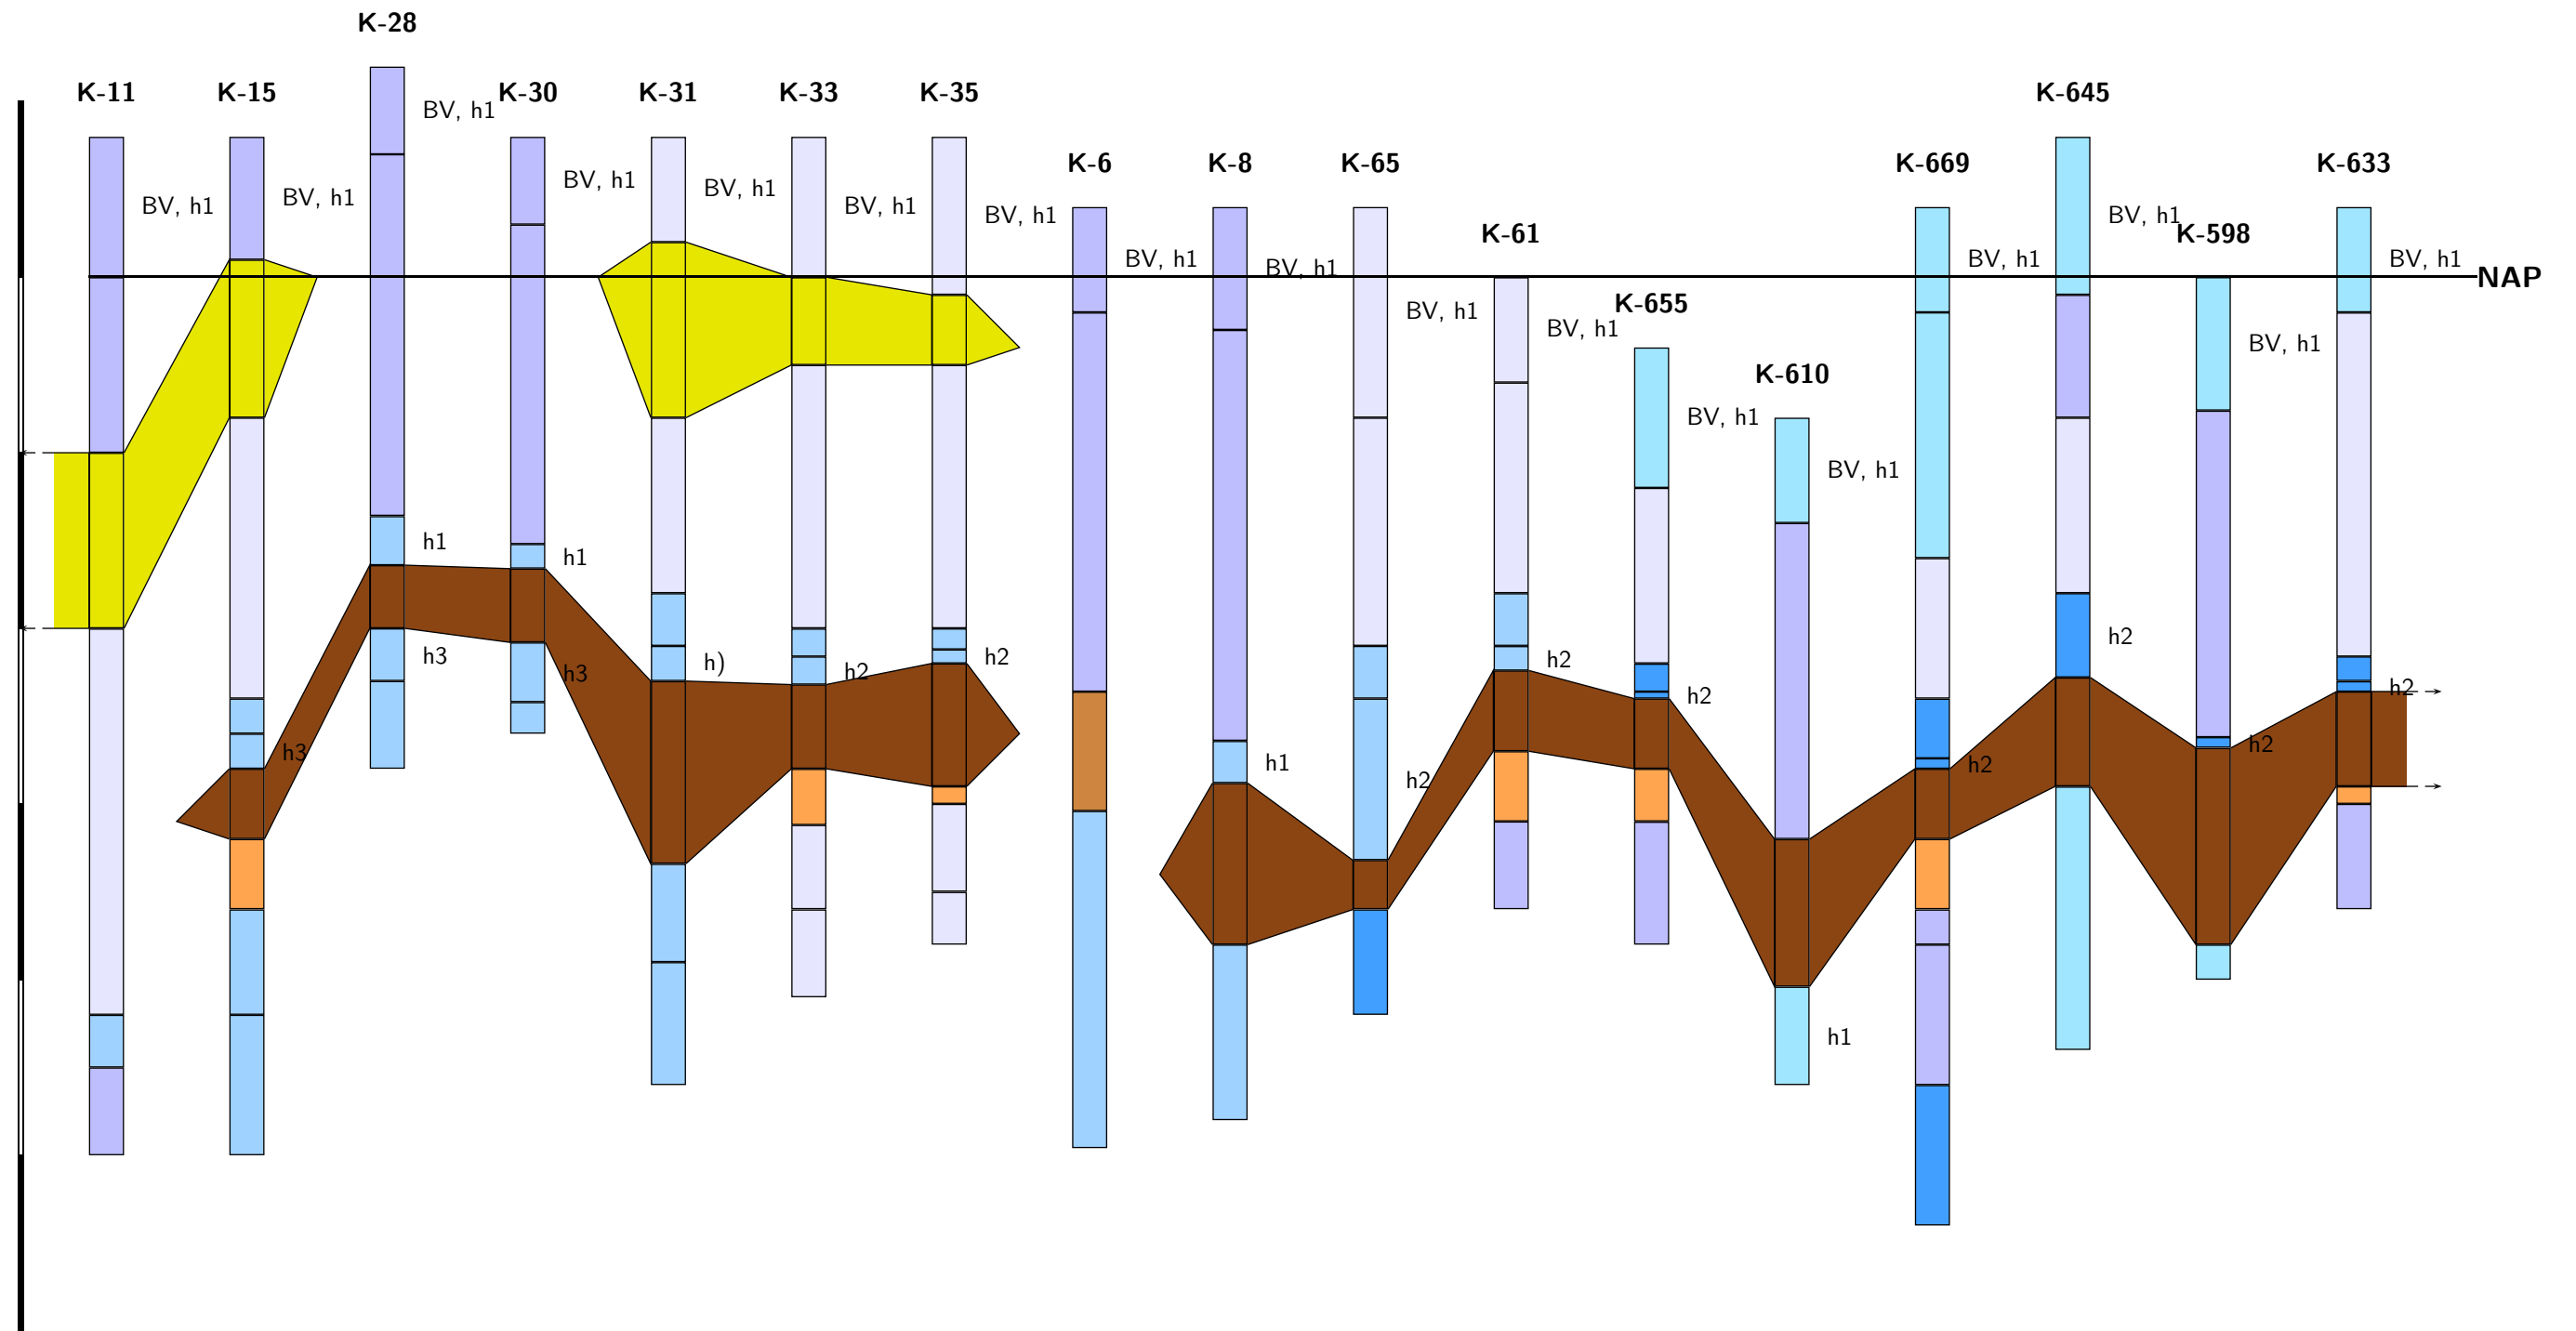 K-28
K-11 K-15 K-30 K-31 K-33 K-35 K-645
BV, h1
K-6 K-8 K-65 K-669 K-633
BV, h1 BV, h1 BV, h1 BV, h1
BV, h1 BV, h1 BV, h1 BV, h1 BV, h1
K-61 K-598
BV, h1 BV, h1 BV, h1 BV, h1
NAP
K-655
BV, h1 BV, h1 BV, h1
K-610
BV, h1
BV, h1
h1 h1
h3 h3 h) h2 h2 h2 h2 h2 h2
h3 h1 h2 h2 h2
h1